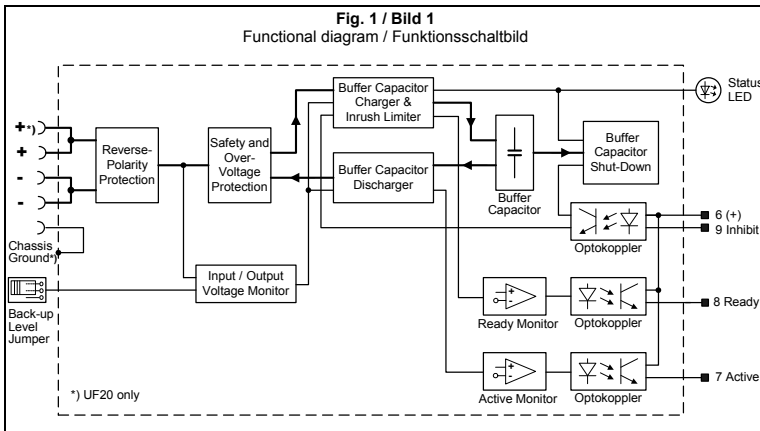 Fig. 1 / Bild 1
Functional diagram / Funktionsschaltbild
Buffer Capacitor
Charger &
Inrush Limiter
Status
LED
+*)
+
-
-
Reverse-
Polarity
Protection
Safety and
Over-
Voltage
Protection
Buffer Capacitor
Discharger
Buffer
Capacitor
Buffer
Capacitor
Shut-Down
6 (+)
9 Inhibit
Optokoppler
Chassis
Ground*)
Input / Output
Voltage Monitor
Back-up
Level
Jumper
+
-
Ready Monitor
Optokoppler
8 Ready
+
-
Active Monitor
Optokoppler
7 Active
*) UF20 only